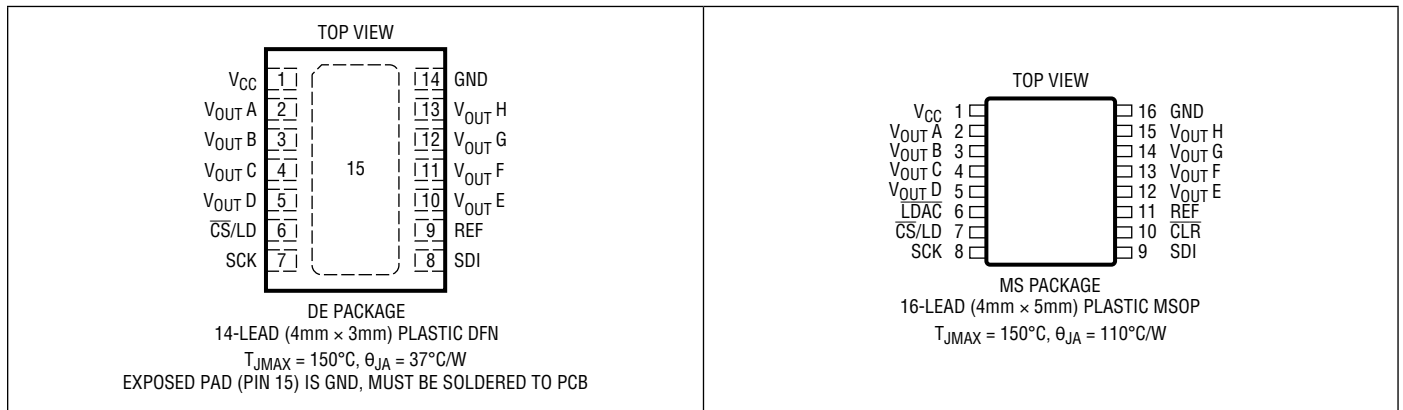 TOP VIEW
VCC 1 14 GND
VOUT A 2 13 VOUT H
VOUT B 3 12 VOUT G
VOUT C 4 15 11 VOUT F
VOUT D 5 10 VOUT E
C̅S̅/LD 6 9 REF
SCK 7 8 SDI
DE PACKAGE
14-LEAD (4mm × 3mm) PLASTIC DFN
TJMAX = 150°C, θJA = 37°C/W
EXPOSED PAD (PIN 15) IS GND, MUST BE SOLDERED TO PCB
TOP VIEW
VCC 1 16 GND
VOUT A 2 15 VOUT H
VOUT B 3 14 VOUT G
VOUT C 4 13 VOUT F
VOUT D 5 12 VOUT E
L̅D̅A̅C̅ 6 11 REF
C̅S̅/LD 7 10 C̅L̅R̅
SCK 8 9 SDI
MS PACKAGE
16-LEAD (4mm × 5mm) PLASTIC MSOP
TJMAX = 150°C, θJA = 110°C/W